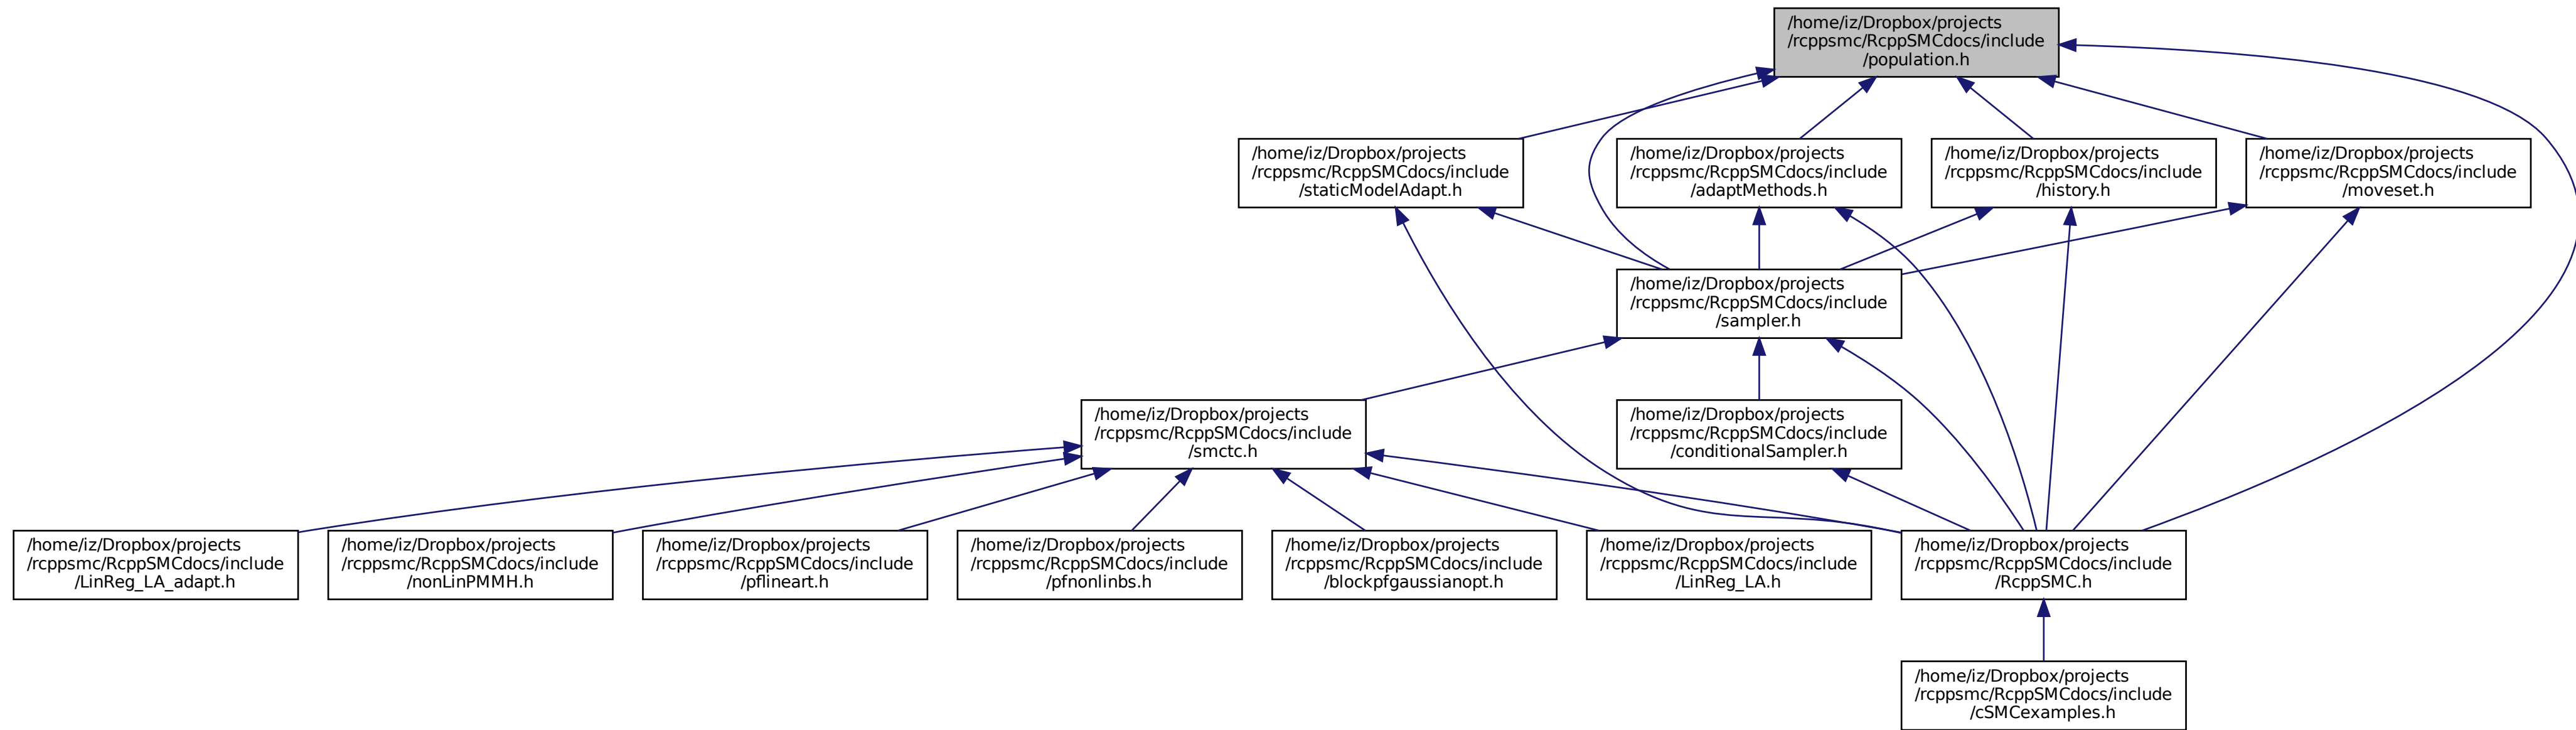 /home/iz/Dropbox/projects
/rcppsmc/RcppSMCdocs/include
/population.h
/home/iz/Dropbox/projects
/rcppsmc/RcppSMCdocs/include
/staticModelAdapt.h
/home/iz/Dropbox/projects
/rcppsmc/RcppSMCdocs/include
/adaptMethods.h
/home/iz/Dropbox/projects
/rcppsmc/RcppSMCdocs/include
/history.h
/home/iz/Dropbox/projects
/rcppsmc/RcppSMCdocs/include
/moveset.h
/home/iz/Dropbox/projects
/rcppsmc/RcppSMCdocs/include
/sampler.h
/home/iz/Dropbox/projects
/rcppsmc/RcppSMCdocs/include
/smctc.h
/home/iz/Dropbox/projects
/rcppsmc/RcppSMCdocs/include
/conditionalSampler.h
/home/iz/Dropbox/projects
/rcppsmc/RcppSMCdocs/include
/LinReg_LA_adapt.h
/home/iz/Dropbox/projects
/rcppsmc/RcppSMCdocs/include
/nonLinPMMH.h
/home/iz/Dropbox/projects
/rcppsmc/RcppSMCdocs/include
/pflineart.h
/home/iz/Dropbox/projects
/rcppsmc/RcppSMCdocs/include
/pfnonlinbs.h
/home/iz/Dropbox/projects
/rcppsmc/RcppSMCdocs/include
/blockpfgaussianopt.h
/home/iz/Dropbox/projects
/rcppsmc/RcppSMCdocs/include
/LinReg_LA.h
/home/iz/Dropbox/projects
/rcppsmc/RcppSMCdocs/include
/RcppSMC.h
/home/iz/Dropbox/projects
/rcppsmc/RcppSMCdocs/include
/cSMCexamples.h